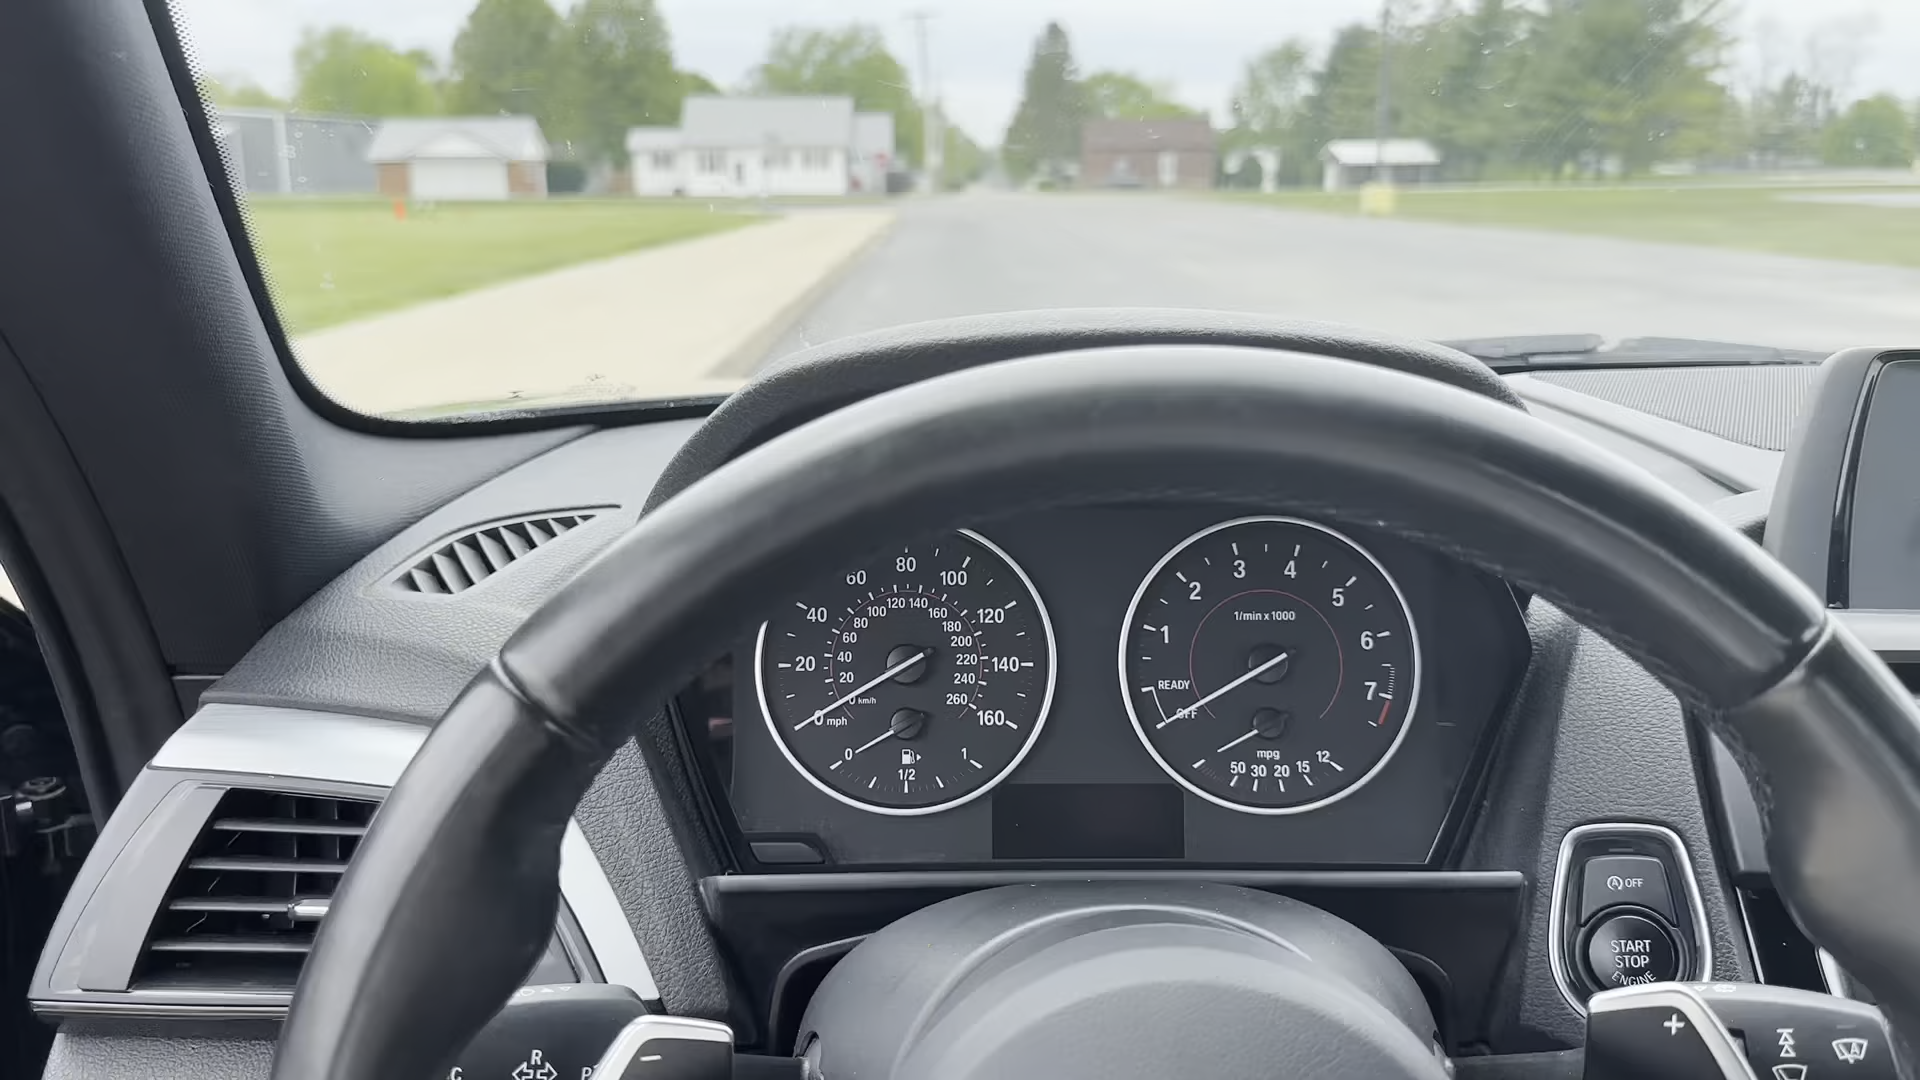 20
40
60
80
100
120
140
160
0 mph
20
40
60
80
100
120 140
160
180
200
220
240
260
0 km/h
0
1/2
1
1
2
3
4
5
6
7
1/min x 1000
READY
OFF
mpg
50 30 20 15 12
A OFF
START
STOP
ENGINE
+
A
−
R
C
P